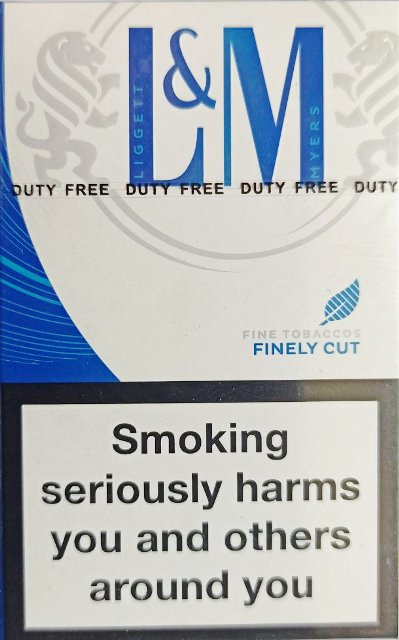 L&M
LIGGETT
MYERS
DUTY FREE DUTY FREE DUTY FREE DUTY
FINE TOBACCOS
FINELY CUT
Smoking
seriously harms
you and others
around you